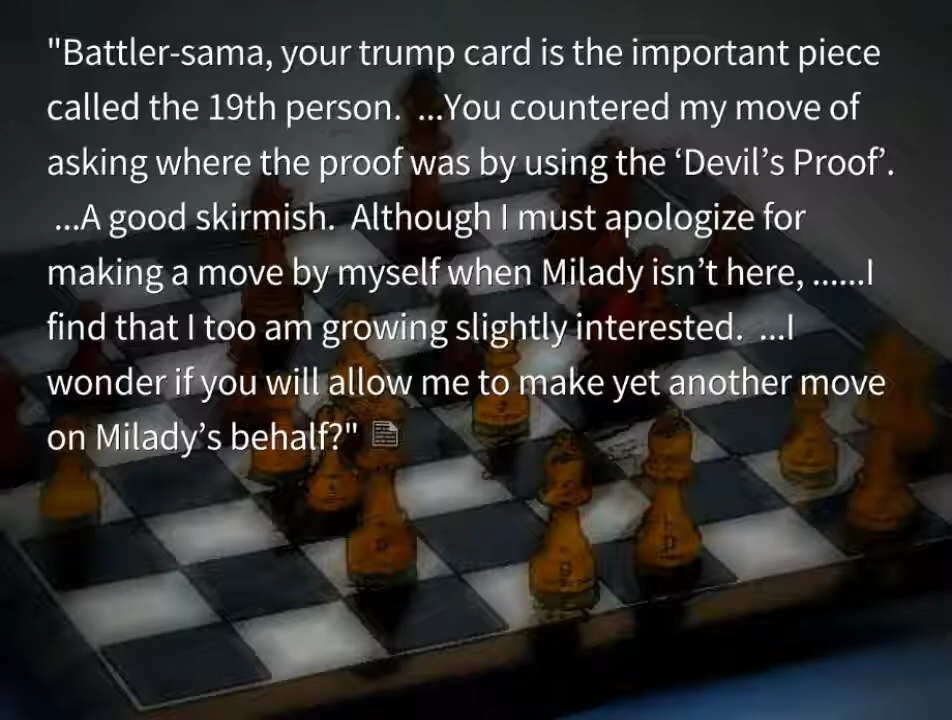 "Battler-sama, your trump card is the important piece
called the 19th person.  ...You countered my move of
asking where the proof was by using the ‘Devil’s Proof’.
...A good skirmish.  Although I must apologize for
making a move by myself when Milady isn’t here, ......I
find that I too am growing slightly interested.  ...I
wonder if you will allow me to make yet another move
on Milady’s behalf?"